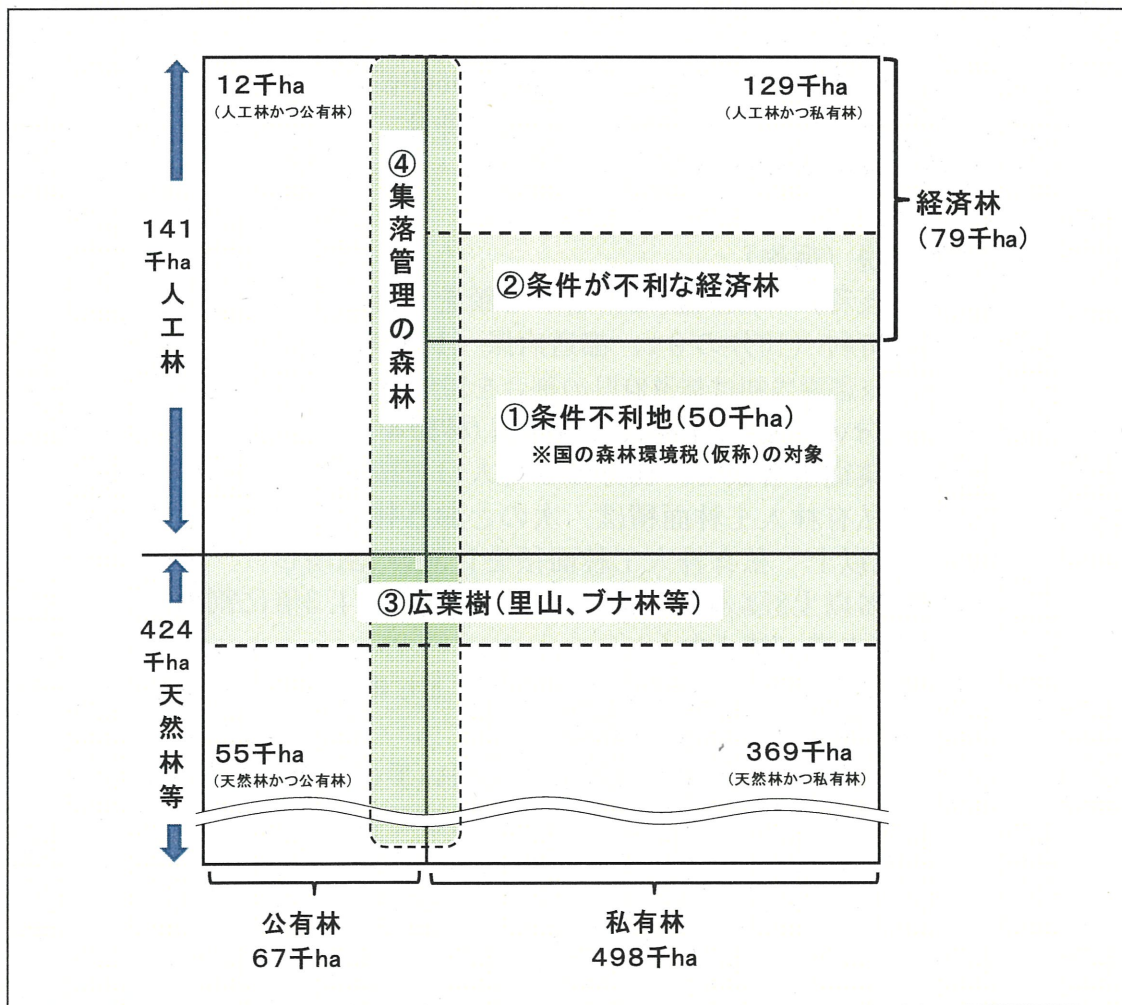 12千ha
(人工林かつ公有林)
129千ha
(人工林かつ私有林)
④集落管理の森林
経済林
(79千ha)
141
千ha
人工林
②条件が不利な経済林
①条件不利地(50千ha)
※国の森林環境税(仮称)の対象
③広葉樹(里山、ブナ林等)
424
千ha
天然林等
55千ha
(天然林かつ公有林)
369千ha
(天然林かつ私有林)
公有林
67千ha
私有林
498千ha